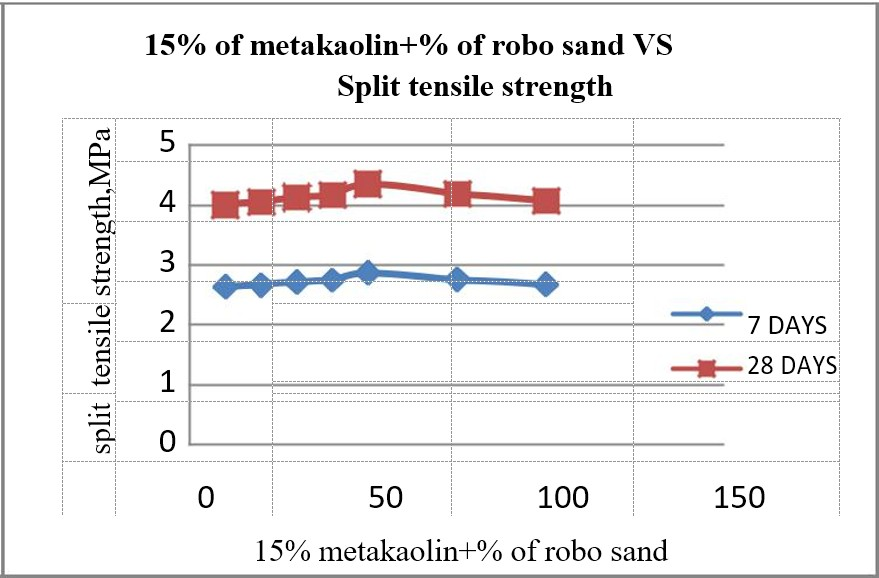 15% of metakaolin+% of robo sand VS
Split tensile strength
split tensile strength,MPa
5
4
3
2
1
0
7 DAYS
28 DAYS
0 50 100 150
15% metakaolin+% of robo sand